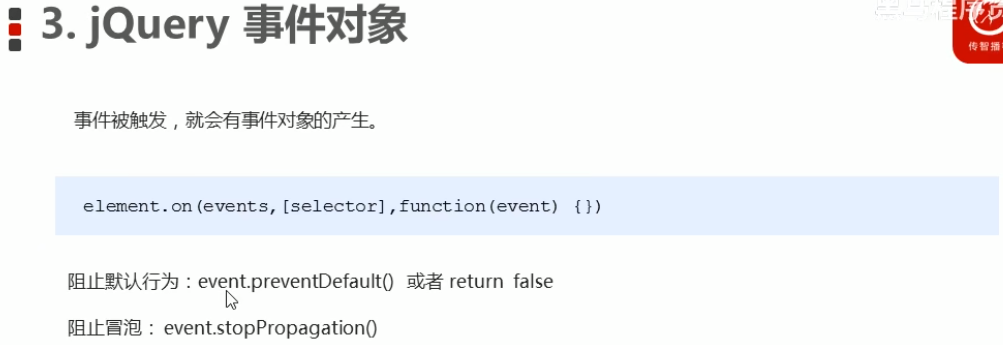 3. jQuery 事件对象
传智播
事件被触发，就会有事件对象的产生。
element.on(events,[selector],function(event) {})
阻止默认行为：event.preventDefault() 或者 return false
阻止冒泡： event.stopPropagation()